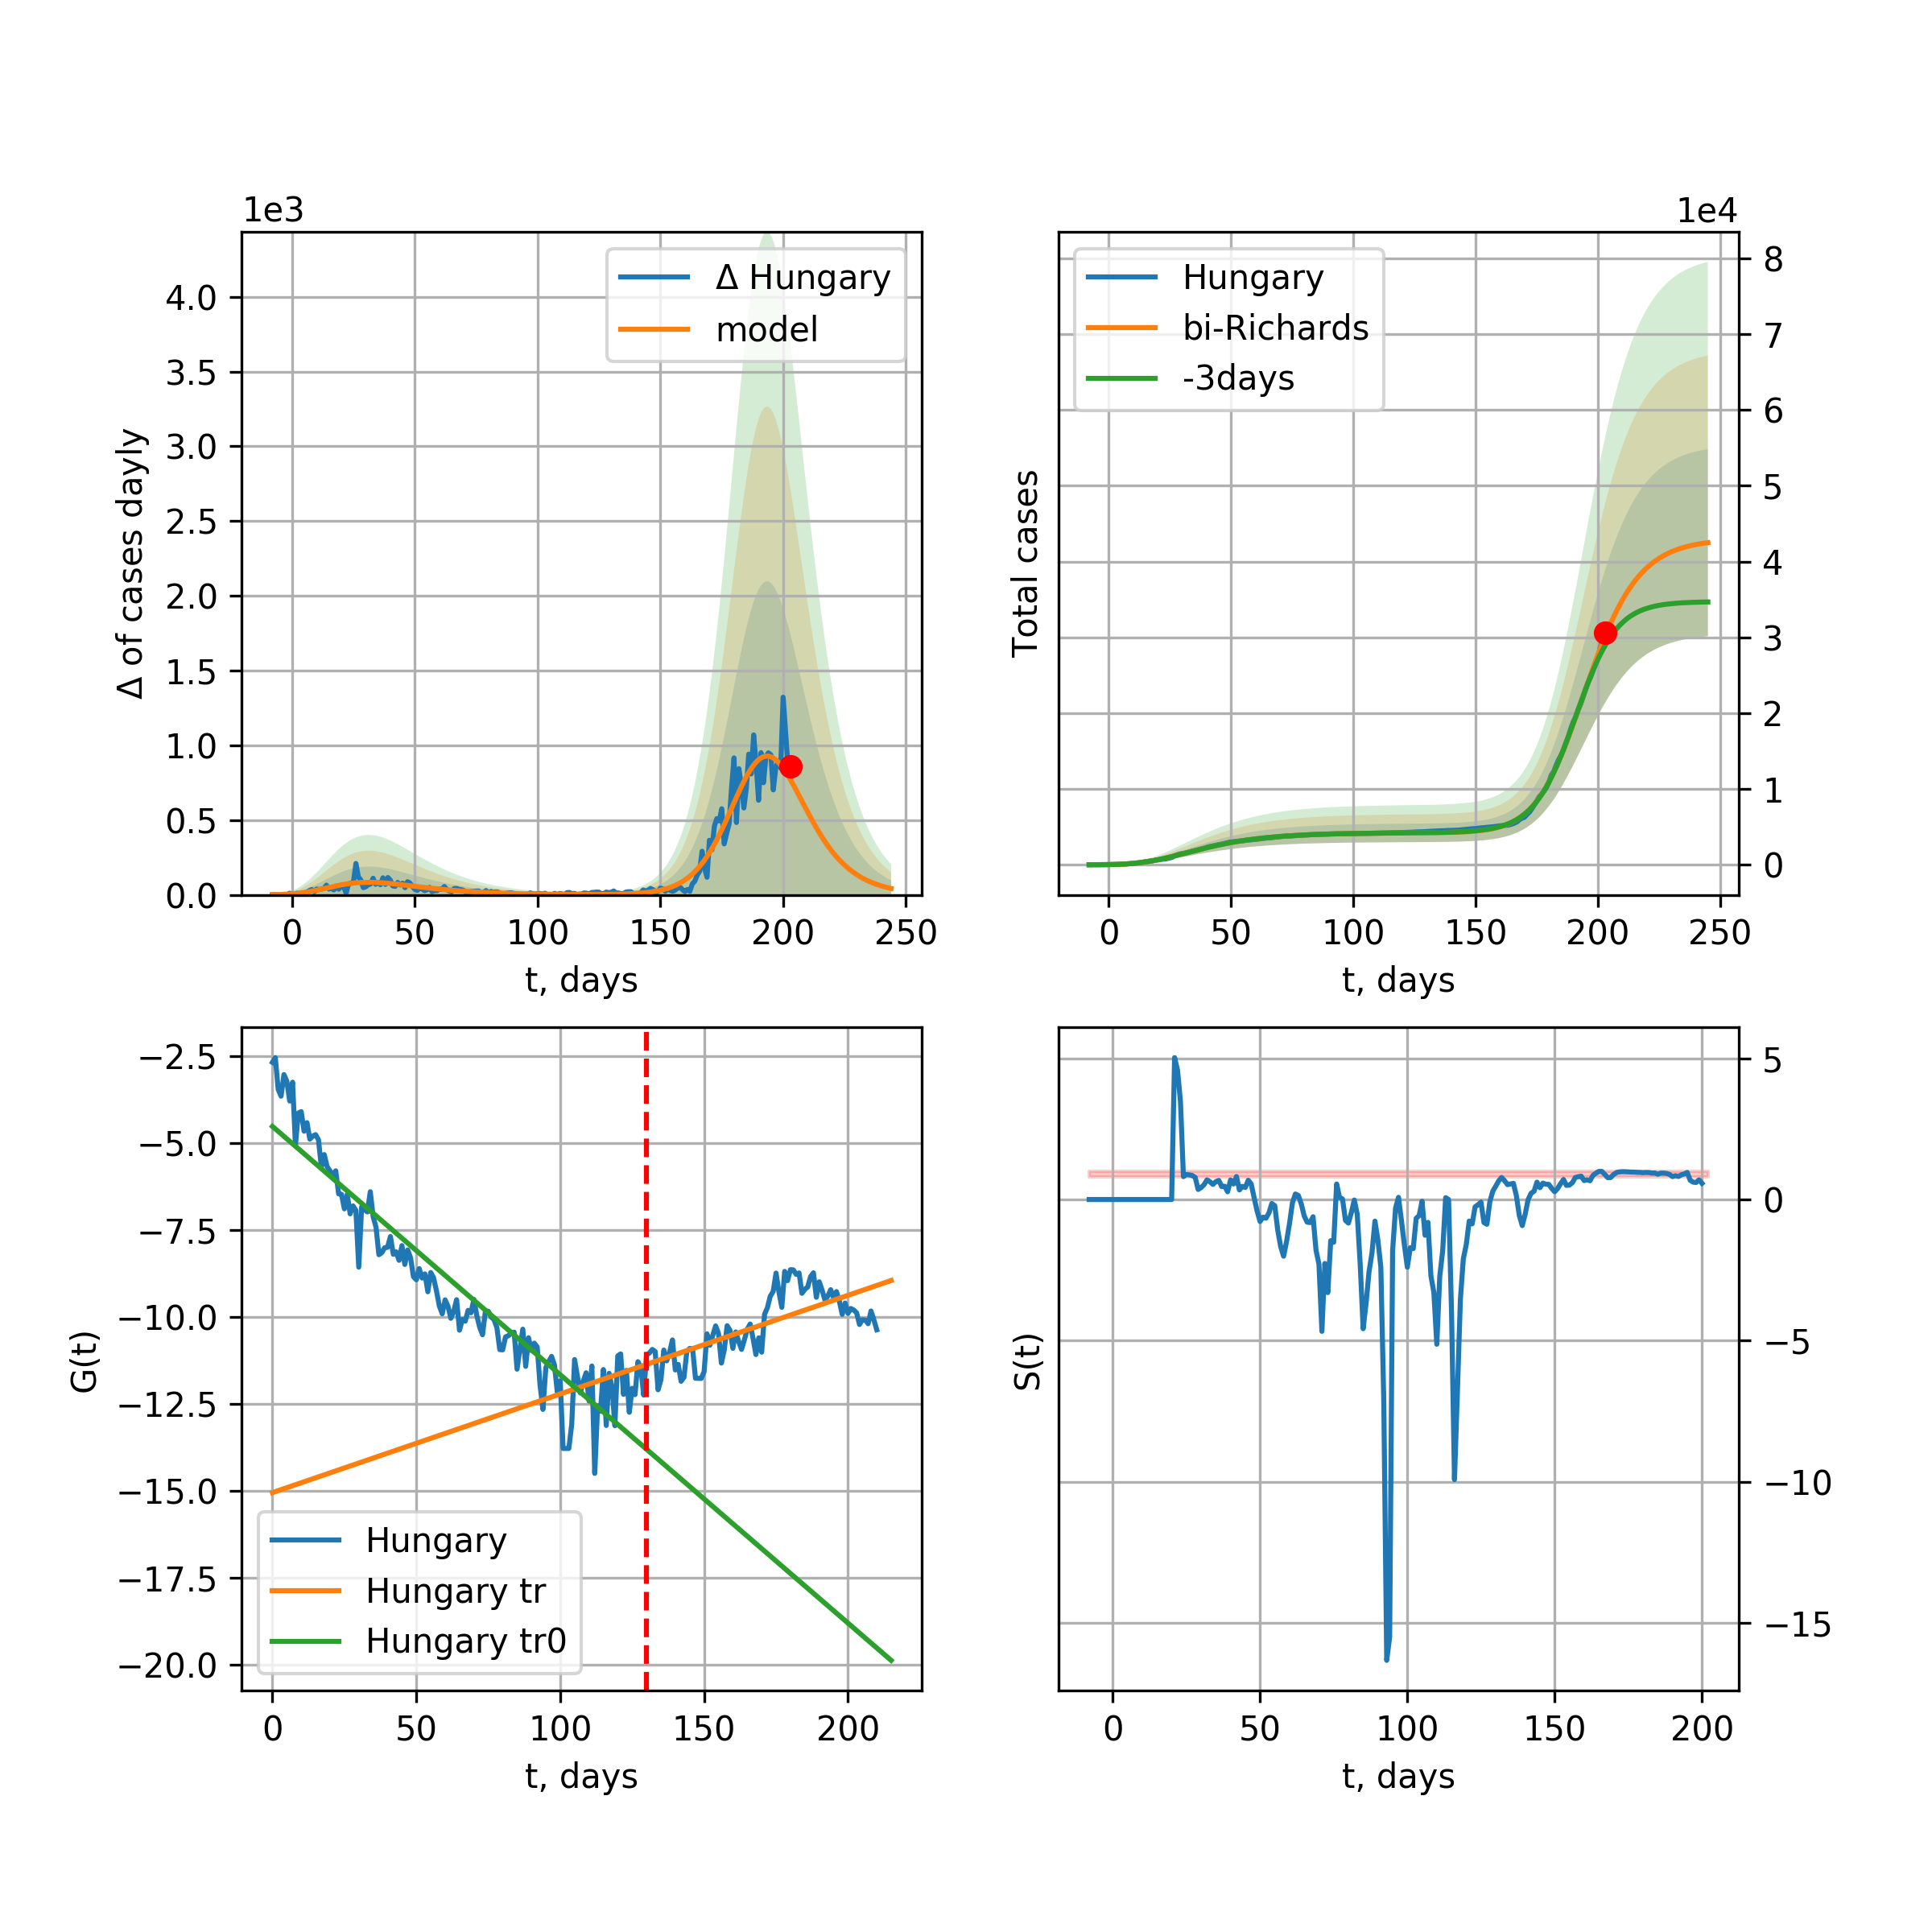 1e3
Δ of cases dayly
4.0
3.5
3.0
2.5
2.0
1.5
1.0
0.5
0.0
Δ Hungary
model
0 50 100 150 200 250
t, days
1e4
Total cases
Hungary
bi-Richards
-3days
8
7
6
5
4
3
2
1
0
0 50 100 150 200 250
t, days
G(t)
−2.5
−5.0
−7.5
−10.0
−12.5
−15.0
−17.5
−20.0
Hungary
Hungary tr
Hungary tr0
0 50 100 150 200
t, days
S(t)
5
0
−5
−10
−15
0 50 100 150 200
t, days